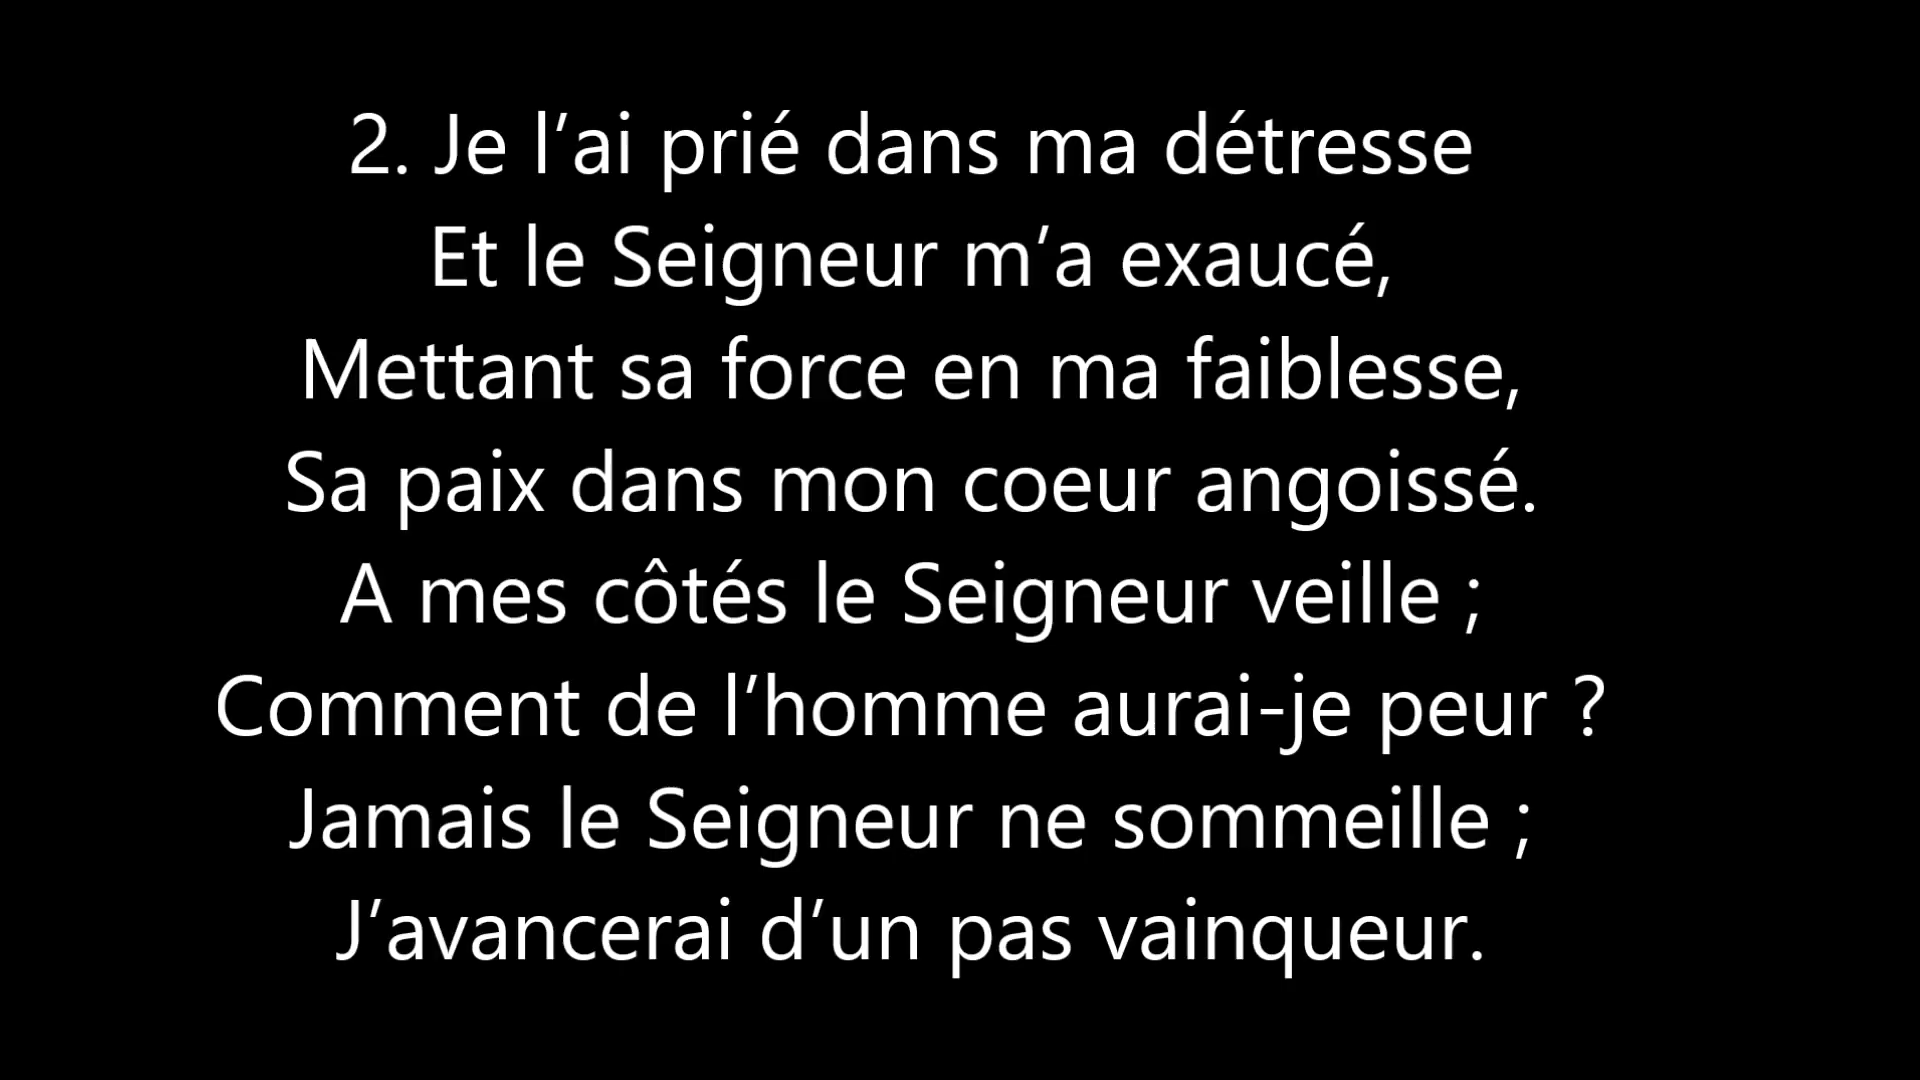 2. Je l’ai prié dans ma détresse
Et le Seigneur m’a exaucé,
Mettant sa force en ma faiblesse,
Sa paix dans mon coeur angoissé.
A mes côtés le Seigneur veille ;
Comment de l’homme aurai-je peur ?
Jamais le Seigneur ne sommeille ;
J’avancerai d’un pas vainqueur.